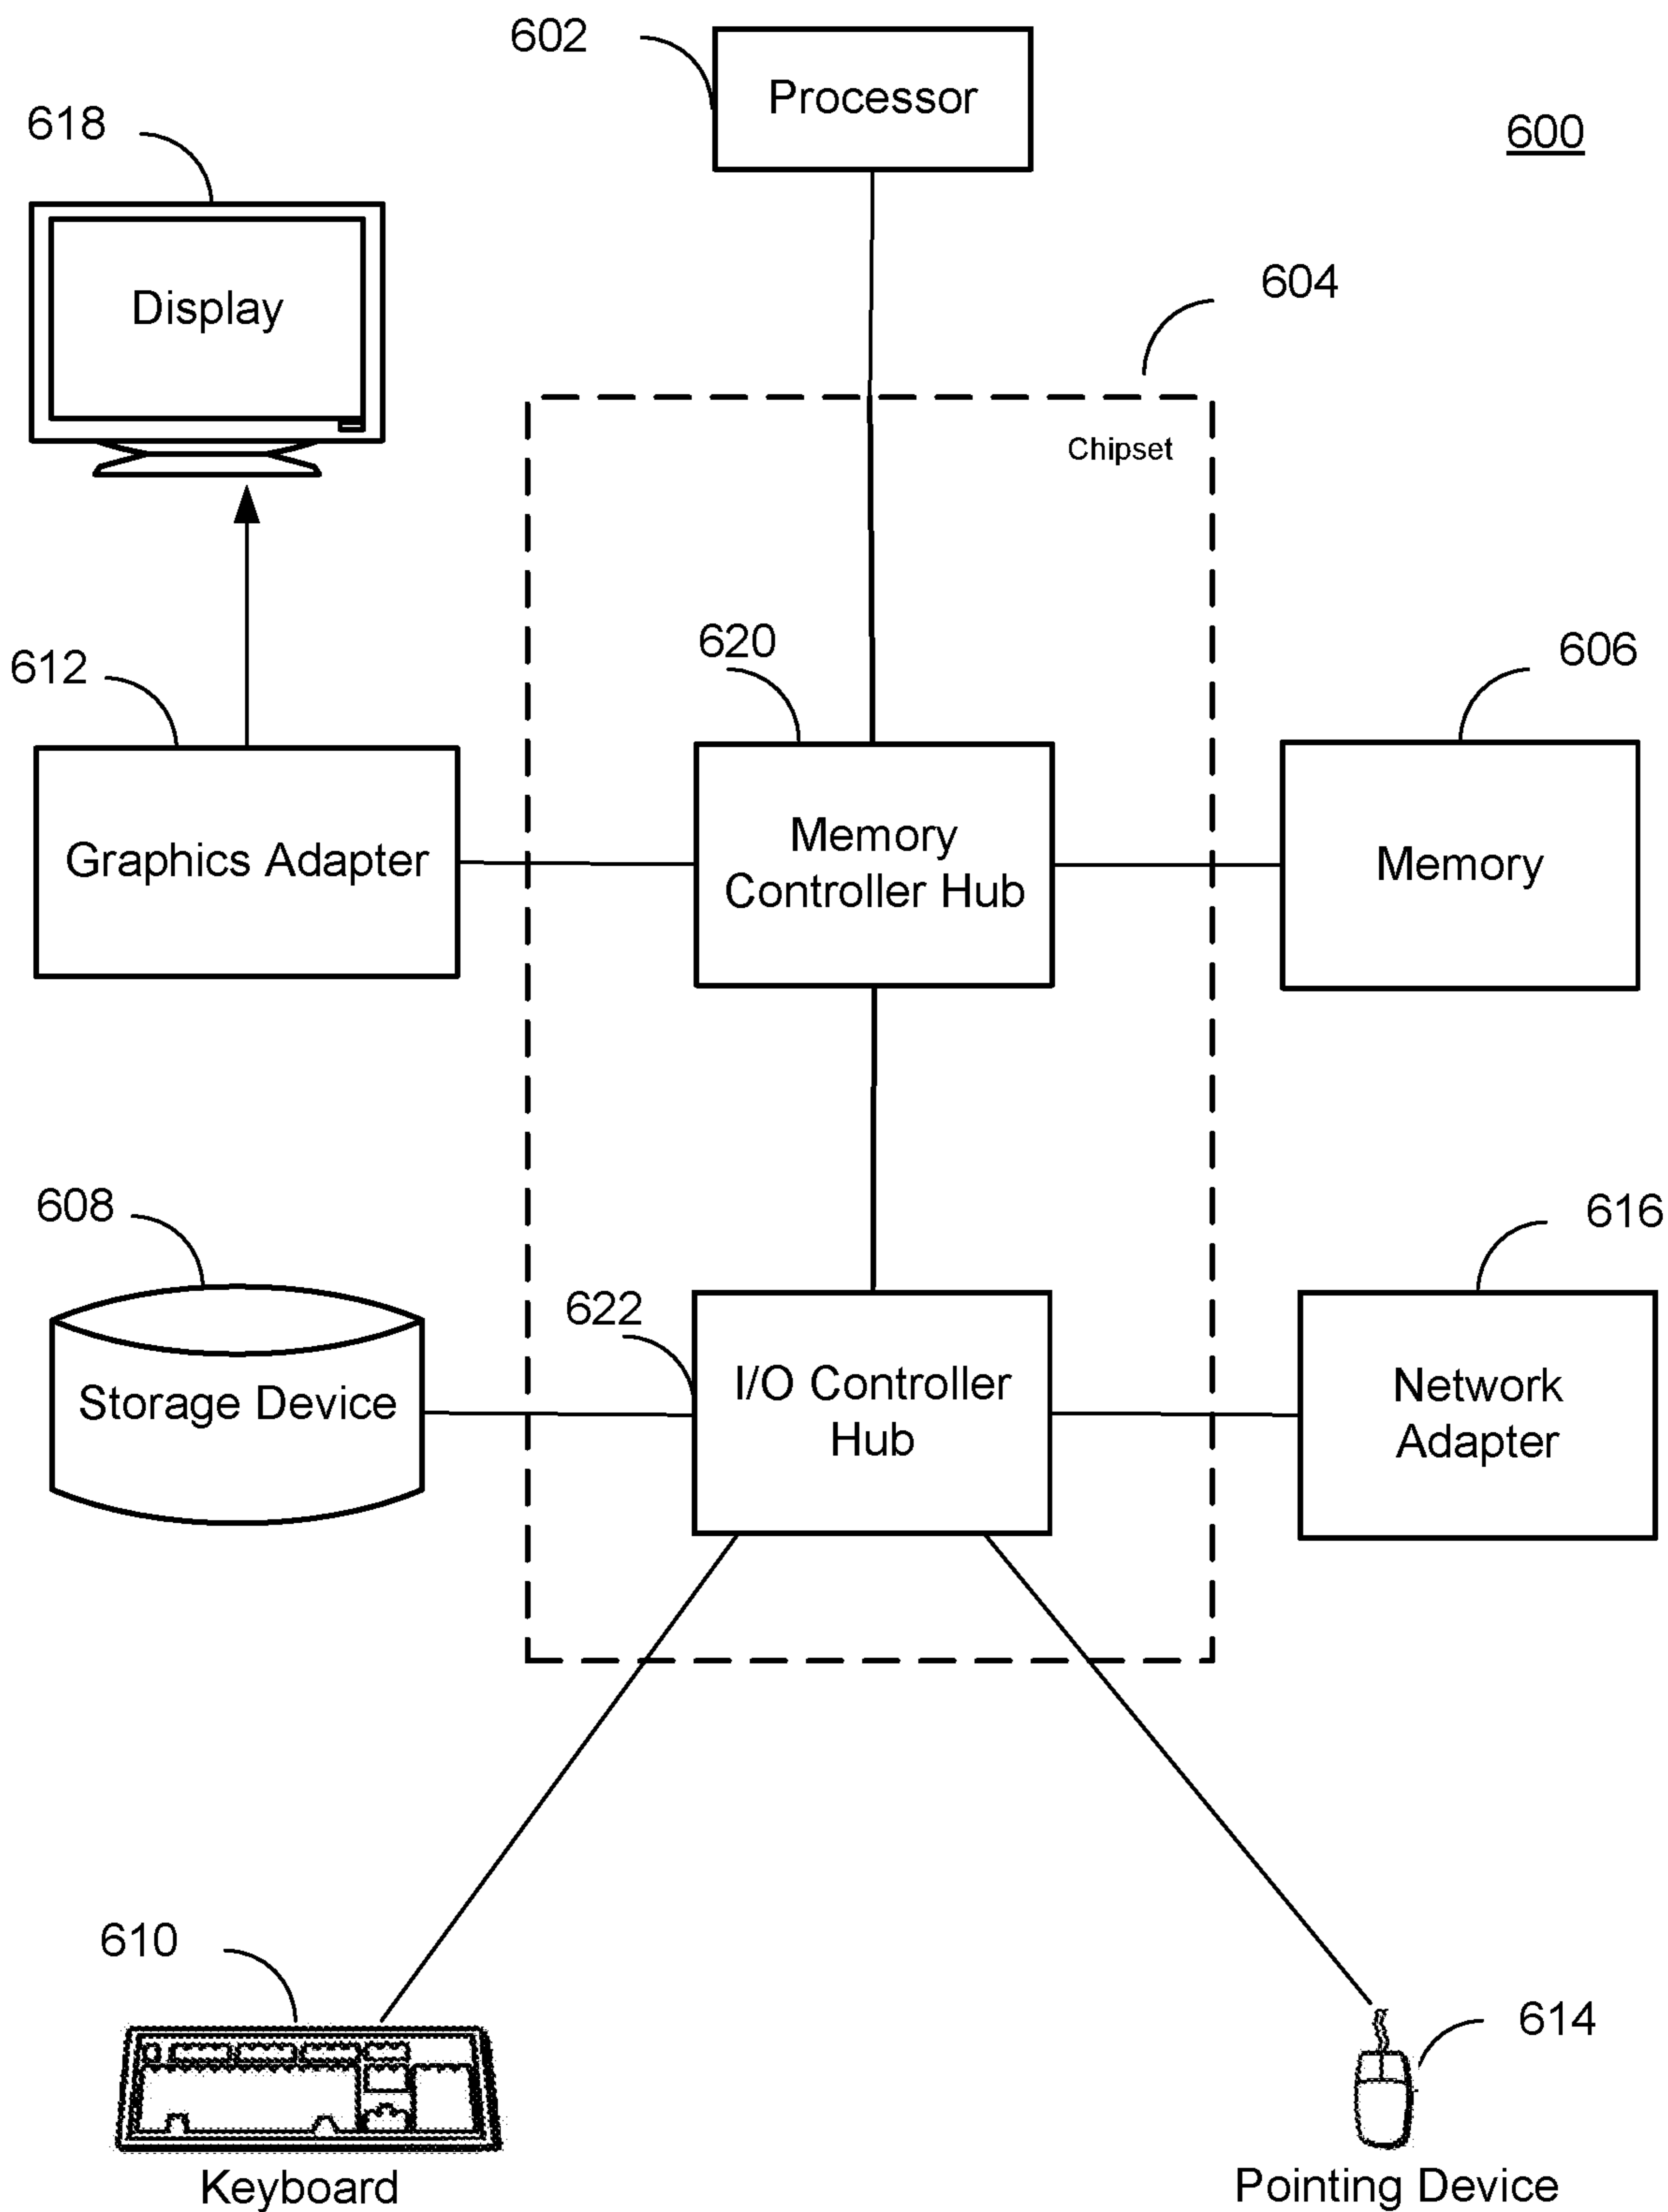 602
Processor
600
618
Display
604
Chipset
612
620
606
Graphics Adapter
Memory
Controller Hub
Memory
608
622
616
Storage Device
I/O Controller
Hub
Network
Adapter
610
614
Keyboard
Pointing Device